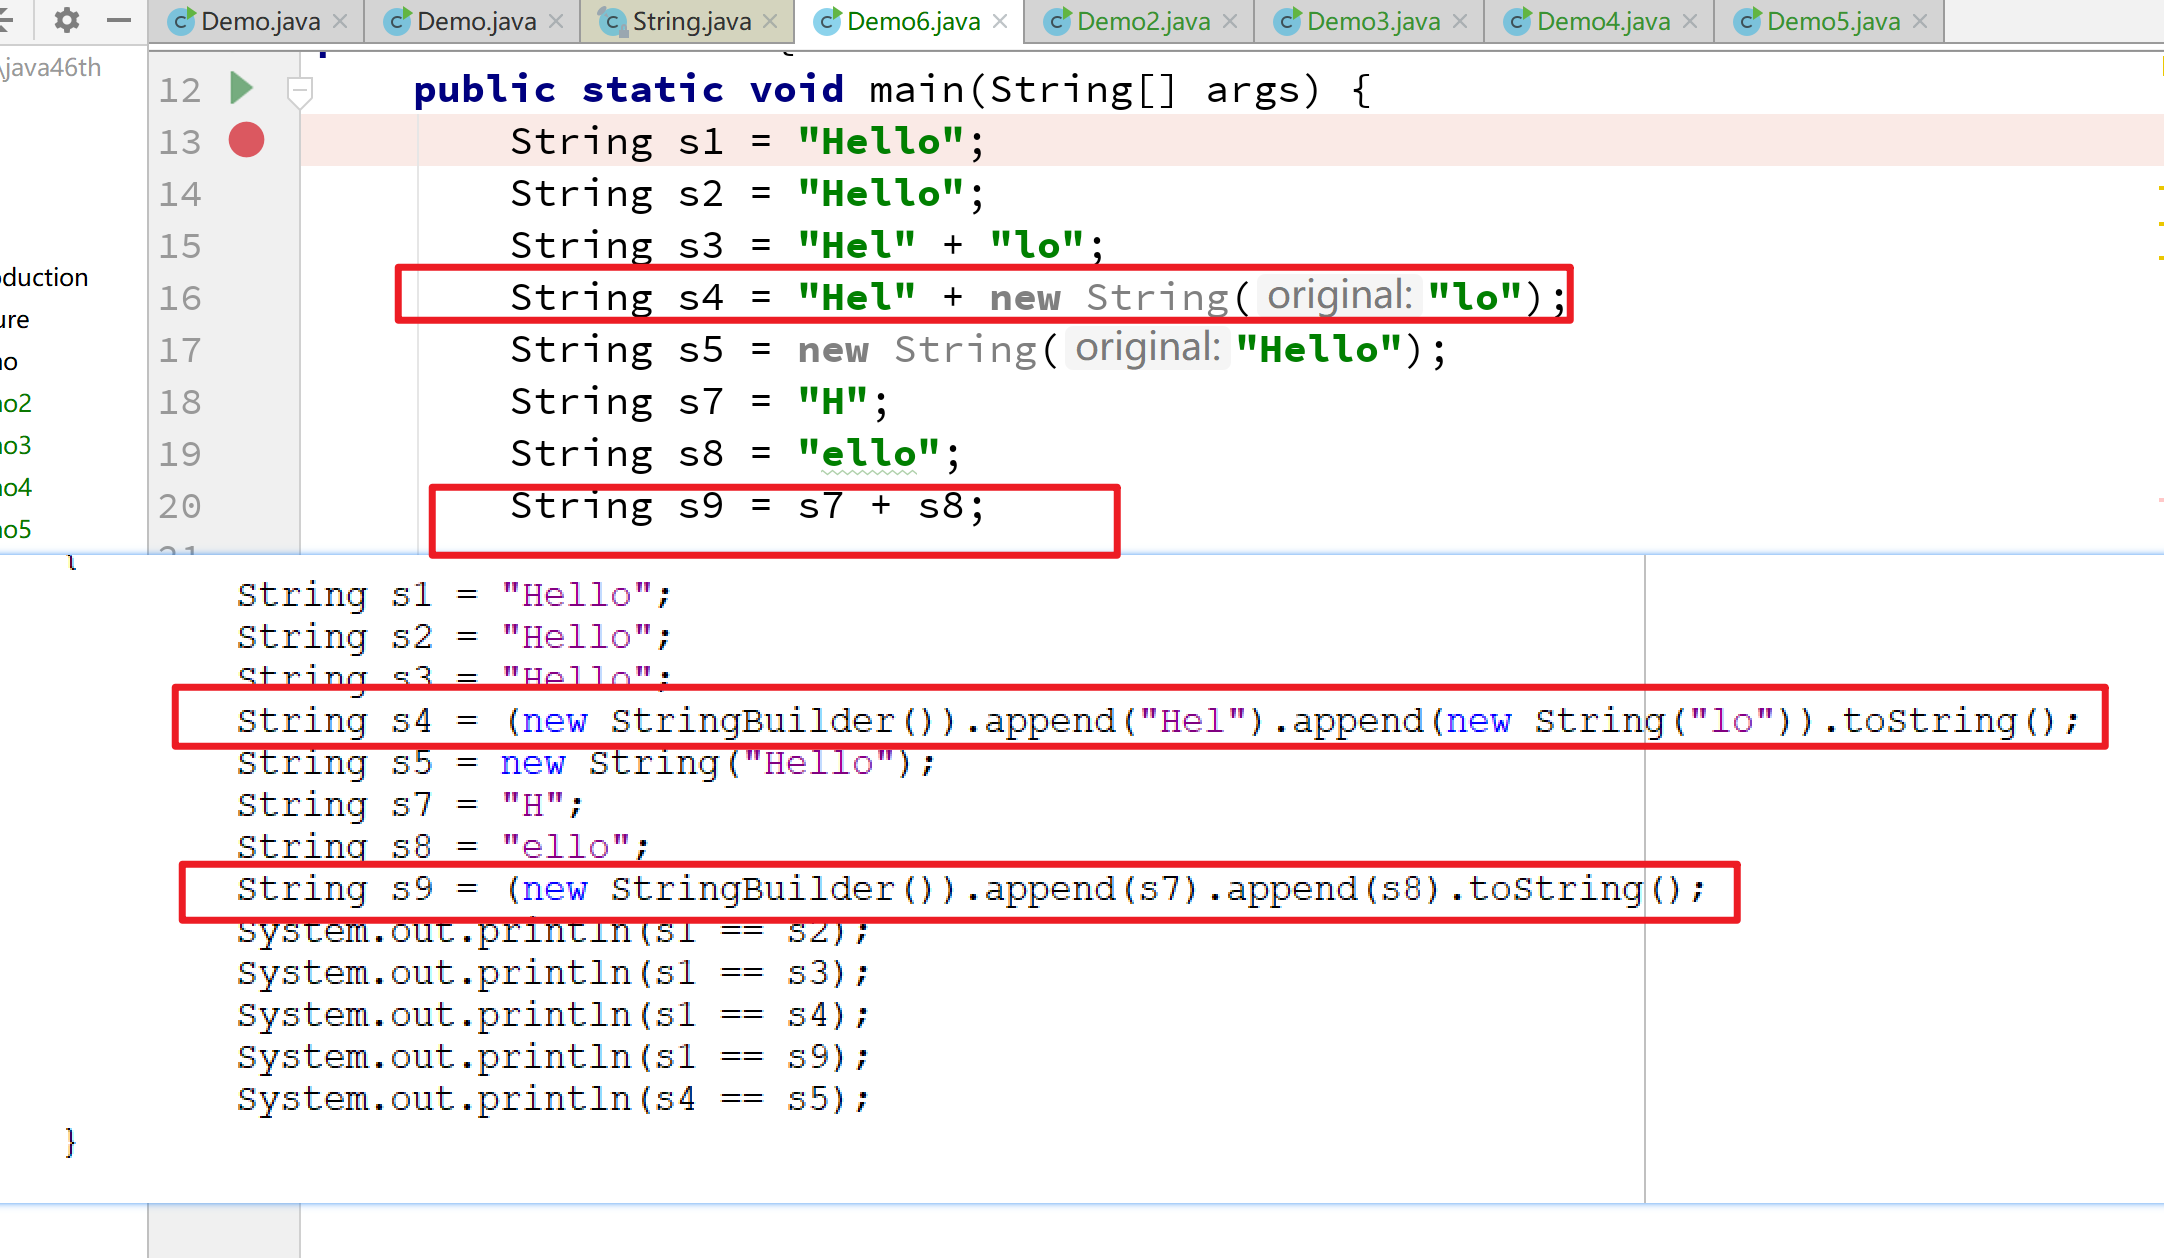 Demo.java Demo.java String.java Demo6.java Demo2.java Demo3.java Demo4.java Demo5.java
\java46th
12 public static void main(String[] args) {
13 String s1 = "Hello";
14 String s2 = "Hello";
15 String s3 = "Hel" + "lo";
16 String s4 = "Hel" + new String( original: "lo");
17 String s5 = new String( original: "Hello");
18 String s7 = "H";
19 String s8 = "ello";
20 String s9 = s7 + s8;
duction
ure
no
no2
no3
no4
no5
{
String s1 = "Hello";
String s2 = "Hello";
String s3 = "Hello";
String s4 = (new StringBuilder()).append("Hel").append(new String("lo")).toString();
String s5 = new String("Hello");
String s7 = "H";
String s8 = "ello";
String s9 = (new StringBuilder()).append(s7).append(s8).toString();
System.out.println(s1 == s2);
System.out.println(s1 == s3);
System.out.println(s1 == s4);
System.out.println(s1 == s9);
System.out.println(s4 == s5);
}